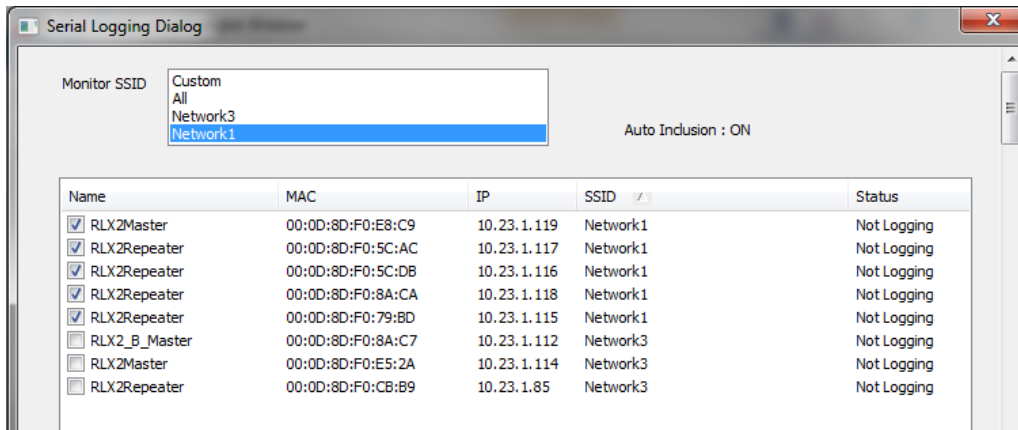 Serial Logging Dialog
Monitor SSID
Custom
All
Network3
Network1
Auto Inclusion : ON
Name MAC IP SSID Status
RLX2Master 00:0D:8D:F0:E8:C9 10.23.1.119 Network1 Not Logging
RLX2Repeater 00:0D:8D:F0:5C:AC 10.23.1.117 Network1 Not Logging
RLX2Repeater 00:0D:8D:F0:5C:DB 10.23.1.116 Network1 Not Logging
RLX2Repeater 00:0D:8D:F0:8A:CA 10.23.1.118 Network1 Not Logging
RLX2Repeater 00:0D:8D:F0:79:BD 10.23.1.115 Network1 Not Logging
RLX2_B_Master 00:0D:8D:F0:8A:C7 10.23.1.112 Network3 Not Logging
RLX2Master 00:0D:8D:F0:E5:2A 10.23.1.114 Network3 Not Logging
RLX2Repeater 00:0D:8D:F0:CB:B9 10.23.1.85 Network3 Not Logging